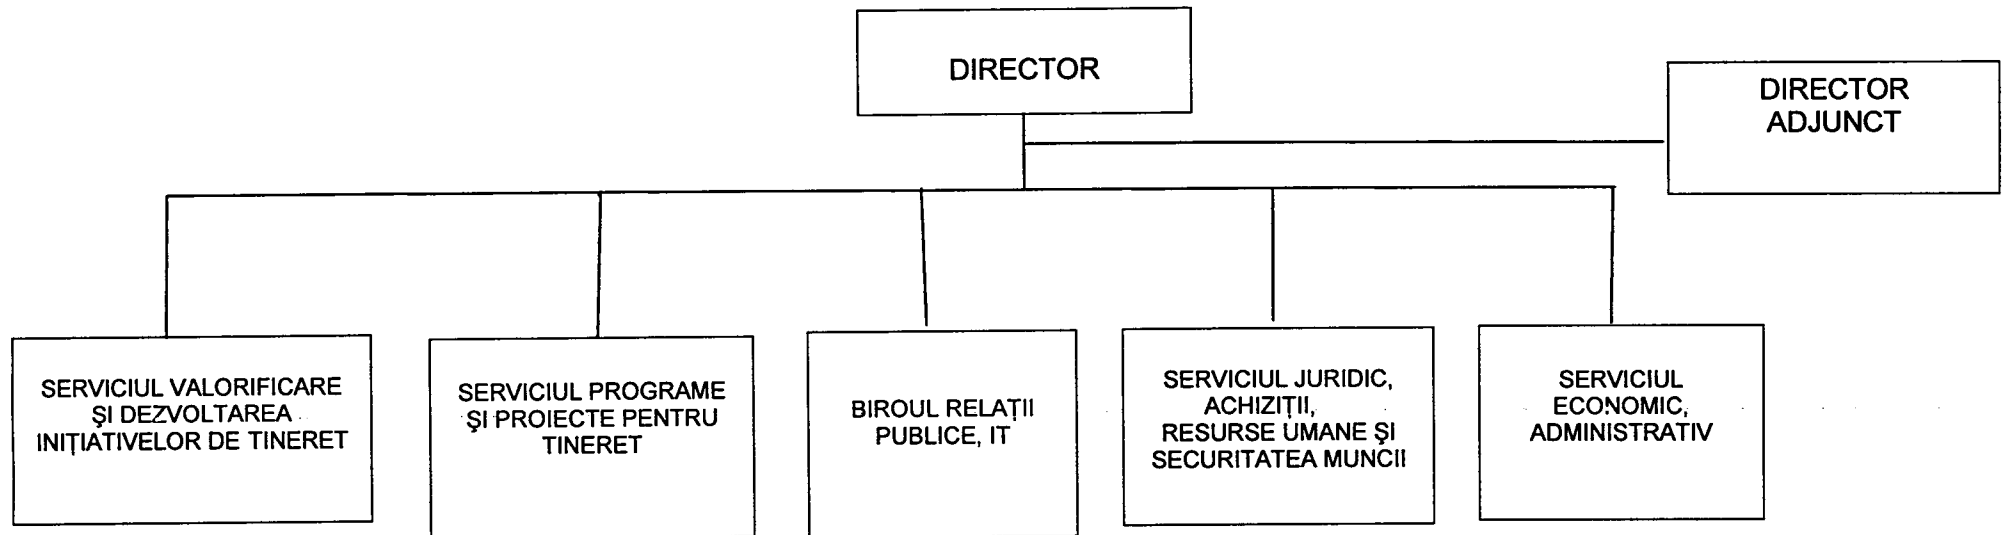 DIRECTOR
DIRECTOR
ADJUNCT
SERVICIUL VALORIFICARE
ŞI DEZVOLTAREA
INIŢIATIVELOR DE TINERET
SERVICIUL PROGRAME
ŞI PROIECTE PENTRU
TINERET
BIROUL RELAŢII
PUBLICE, IT
SERVICIUL JURIDIC,
ACHIZIŢII,
RESURSE UMANE ŞI
SECURITATEA MUNCII
SERVICIUL
ECONOMIC,
ADMINISTRATIV